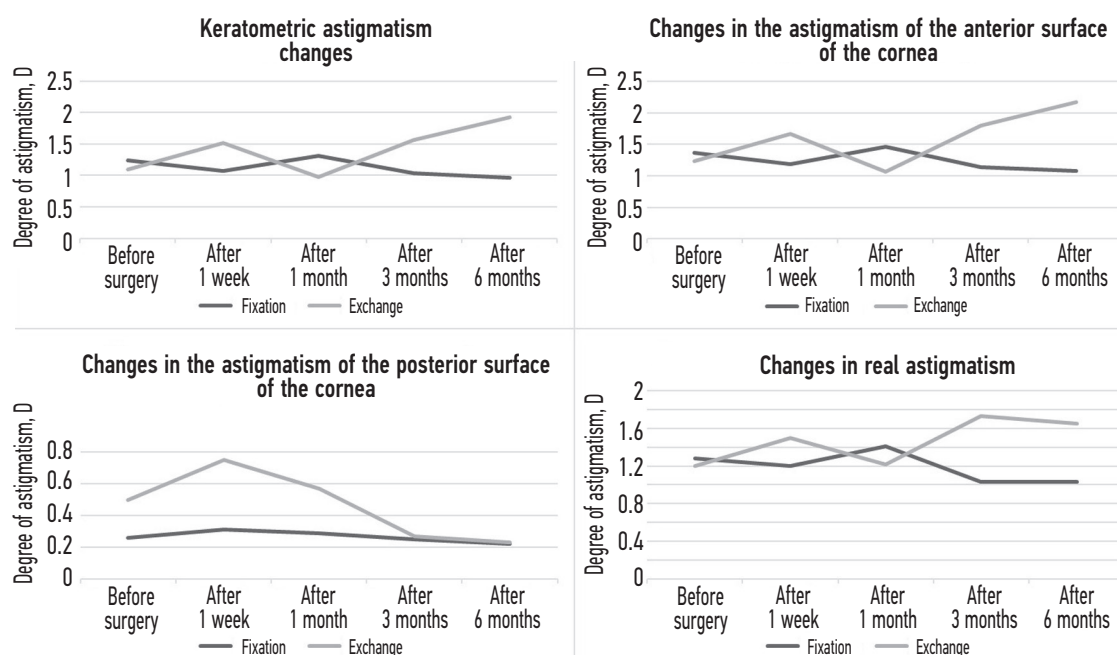 Keratometric astigmatism
changes
Degree of astigmatism, D
2.5
2
1.5
1
0.5
0
Before
surgery
After
1 week
After
1 month
After
3 months
After
6 months
Fixation
Exchange
Changes in the astigmatism of the anterior surface
of the cornea
Degree of astigmatism, D
2.5
2
1.5
1
0.5
0
Before
surgery
After
1 week
After
1 month
After
3 months
After
6 months
Fixation
Exchange
Changes in the astigmatism of the posterior surface
of the cornea
Degree of astigmatism, D
0.8
0.6
0.4
0.2
0
Before
surgery
After
1 week
After
1 month
After
3 months
After
6 months
Fixation
Exchange
Changes in real astigmatism
Degree of astigmatism, D
2
1.6
1.2
0.8
0.4
0
Before
surgery
After
1 week
After
1 month
After
3 months
After
6 months
Fixation
Exchange